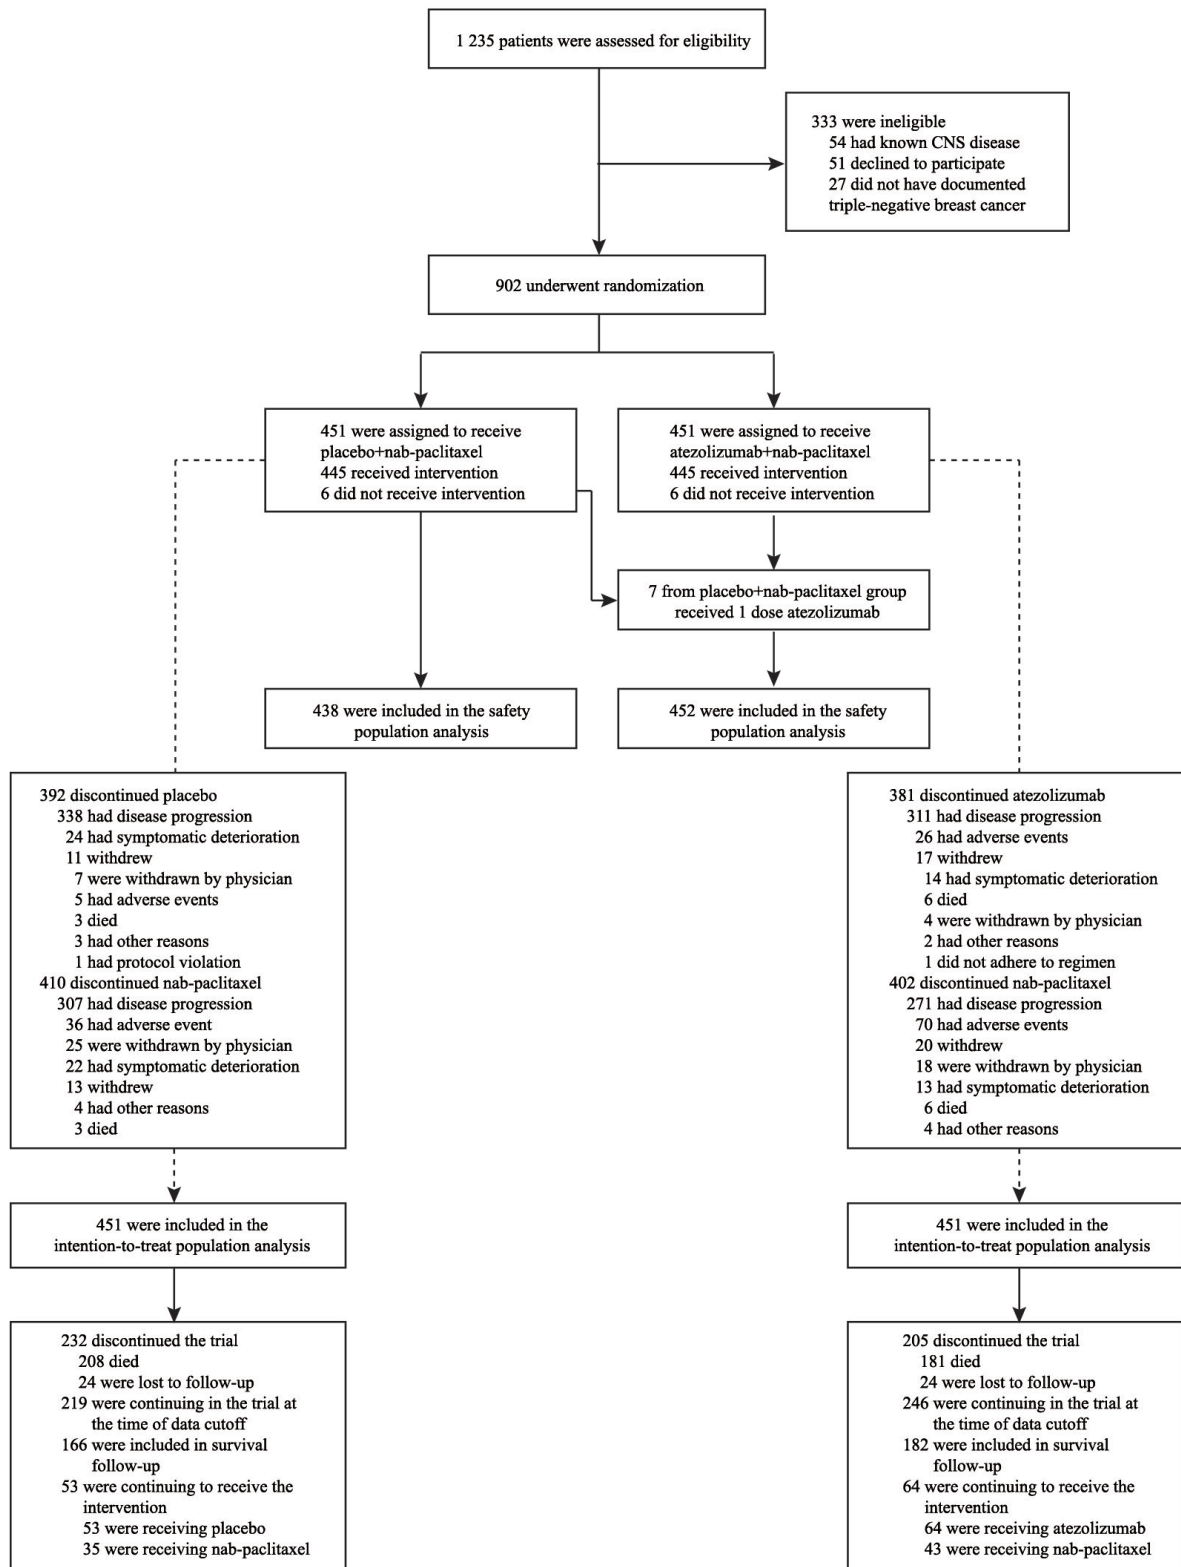 1 235 patients were assessed for eligibility
333 were ineligible
54 had known CNS disease
51 declined to participate
27 did not have documented
triple-negative breast cancer
902 underwent randomization
451 were assigned to receive
placebo+nab-paclitaxel
445 received intervention
6 did not receive intervention
451 were assigned to receive
atezolizumab+nab-paclitaxel
445 received intervention
6 did not receive intervention
7 from placebo+nab-paclitaxel group
received 1 dose atezolizumab
438 were included in the safety
population analysis
452 were included in the safety
population analysis
392 discontinued placebo
338 had disease progression
24 had symptomatic deterioration
11 withdrew
7 were withdrawn by physician
5 had adverse events
3 died
3 had other reasons
1 had protocol violation
410 discontinued nab-paclitaxel
307 had disease progression
36 had adverse event
25 were withdrawn by physician
22 had symptomatic deterioration
13 withdrew
4 had other reasons
3 died
381 discontinued atezolizumab
311 had disease progression
26 had adverse events
17 withdrew
14 had symptomatic deterioration
6 died
4 were withdrawn by physician
2 had other reasons
1 did not adhere to regimen
402 discontinued nab-paclitaxel
271 had disease progression
70 had adverse events
20 withdrew
18 were withdrawn by physician
13 had symptomatic deterioration
6 died
4 had other reasons
451 were included in the
intention-to-treat population analysis
451 were included in the
intention-to-treat population analysis
232 discontinued the trial
208 died
24 were lost to follow-up
219 were continuing in the trial at
the time of data cutoff
166 were included in survival
follow-up
53 were continuing to receive the
intervention
53 were receiving placebo
35 were receiving nab-paclitaxel
205 discontinued the trial
181 died
24 were lost to follow-up
246 were continuing in the trial at
the time of data cutoff
182 were included in survival
follow-up
64 were continuing to receive the
intervention
64 were receiving atezolizumab
43 were receiving nab-paclitaxel